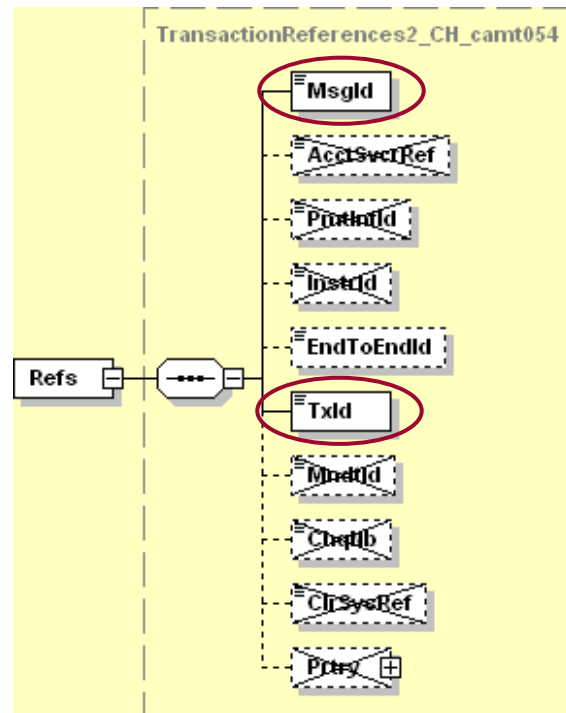 TransactionReferences2_CH_camt054
MsgId
AcctSvcrRef
PmtInfId
InstrId
EndToEndId
Refs
TxId
MndtId
ChqNb
ClrSysRef
Prtry